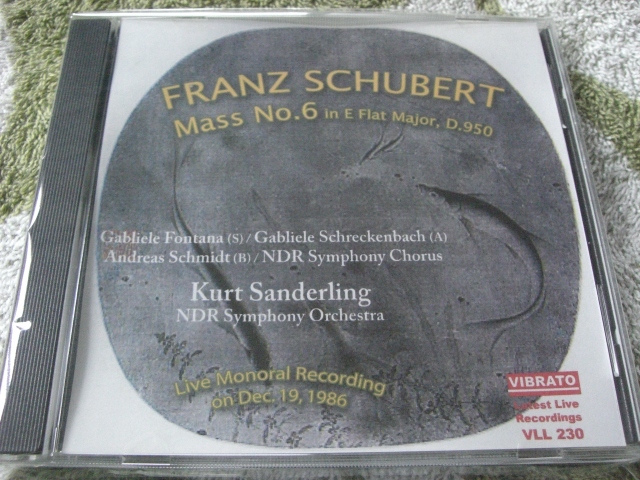 FRANZ SCHUBERT
Mass No.6 in E Flat Major, D.950
Gabliele Fontana (S) / Gabliele Schreckenbach (A)
Andreas Schmidt (B) / NDR Symphony Chorus
Kurt Sanderling
NDR Symphony Orchestra
Live Monoral Recording
on Dec. 19, 1986
VIBRATO
Live
Recordings
VLL 230